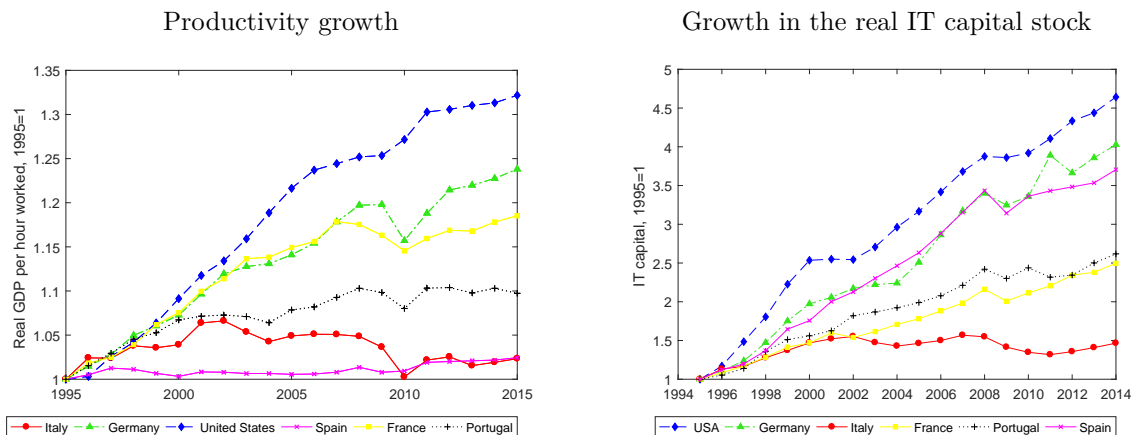 Productivity growth
Real GDP per hour worked, 1995=1
1.35
1.3
1.25
1.2
1.15
1.1
1.05
1
1995 2000 2005 2010 2015
Italy Germany United States Spain France Portugal
Growth in the real IT capital stock
IT capital, 1995=1
5
4.5
4
3.5
3
2.5
2
1.5
1
1994 1996 1998 2000 2002 2004 2006 2008 2010 2012 2014
USA Germany Italy France Portugal Spain